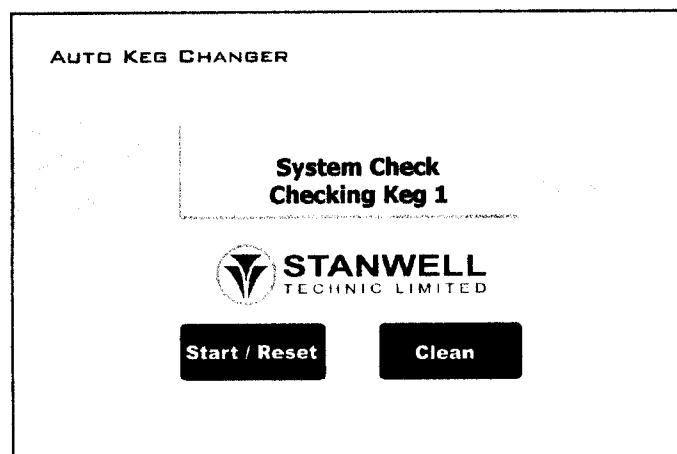 AUTO KEG CHANGER
System Check
Checking Keg 1
STANWELL
TECHNIC LIMITED
Start / Reset
Clean